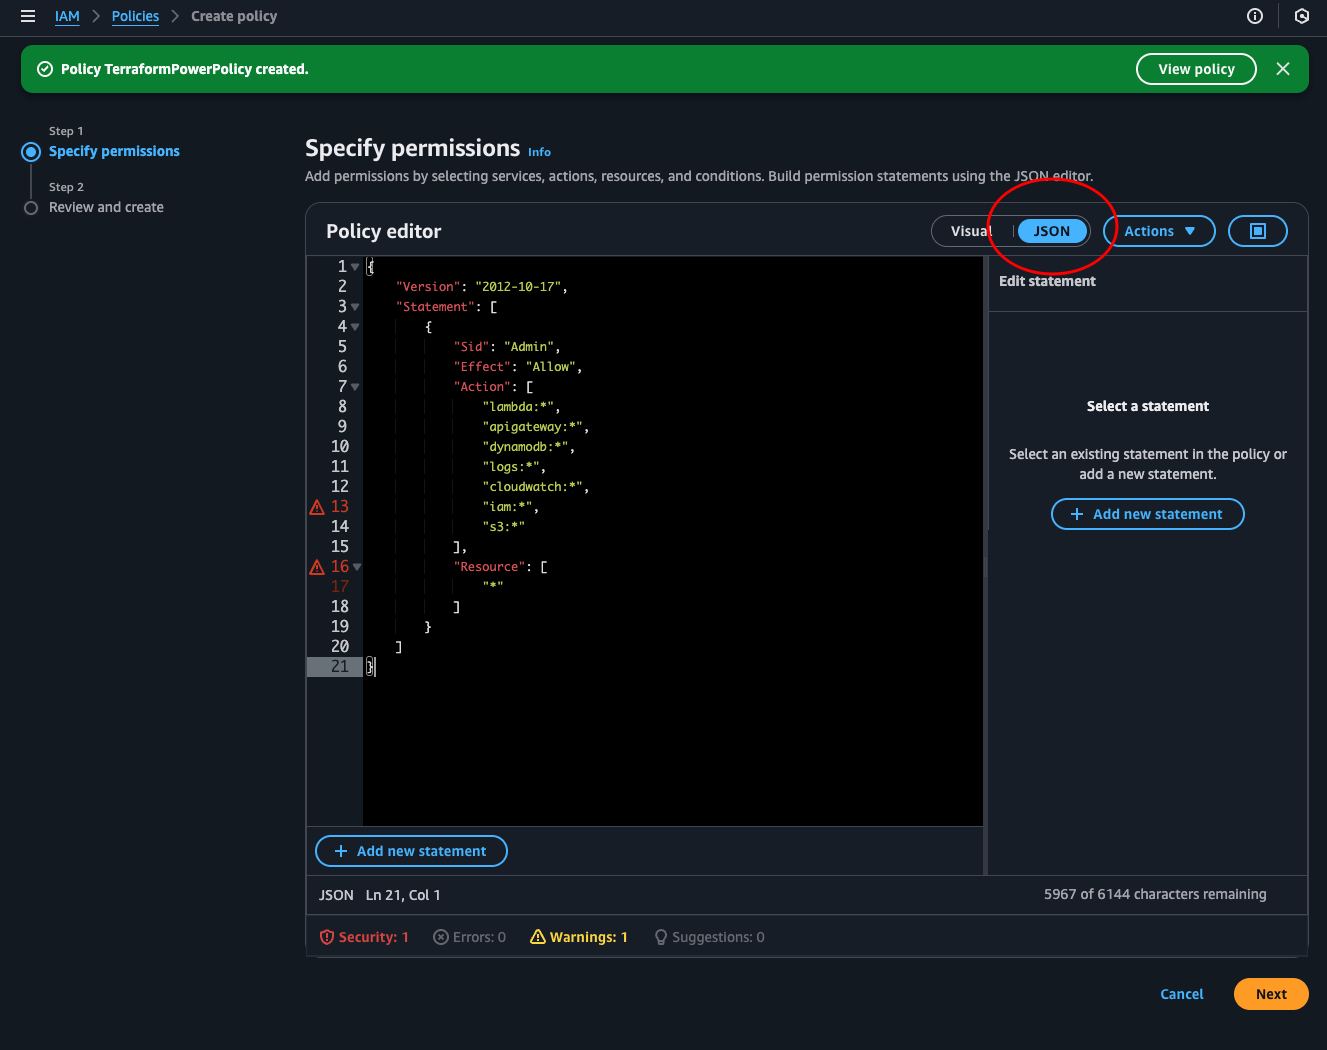 IAM > Policies > Create policy
Policy TerraformPowerPolicy created.
View policy
Step 1
Specify permissions
Step 2
Review and create
Specify permissions Info
Add permissions by selecting services, actions, resources, and conditions. Build permission statements using the JSON editor.
Policy editor
Visual
JSON
Actions
1 {
2 "Version": "2012-10-17",
3 "Statement": [
4 {
5 "Sid": "Admin",
6 "Effect": "Allow",
7 "Action": [
8 "lambda:*",
9 "apigateway:*",
10 "dynamodb:*",
11 "logs:*",
12 "cloudwatch:*",
13 "iam:*",
14 "s3:*"
15 ],
16 "Resource": [
17 "*"
18 ]
19 }
20 ]
21 }
Edit statement
Select a statement
Select an existing statement in the policy or
add a new statement.
+ Add new statement
+ Add new statement
JSON Ln 21, Col 1
5967 of 6144 characters remaining
Security: 1
Errors: 0
Warnings: 1
Suggestions: 0
Cancel
Next